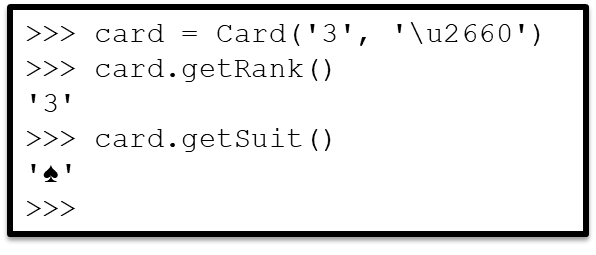 >>> card = Card('3', '\u2660')
>>> card.getRank()
'3'
>>> card.getSuit()
'♠'
>>>